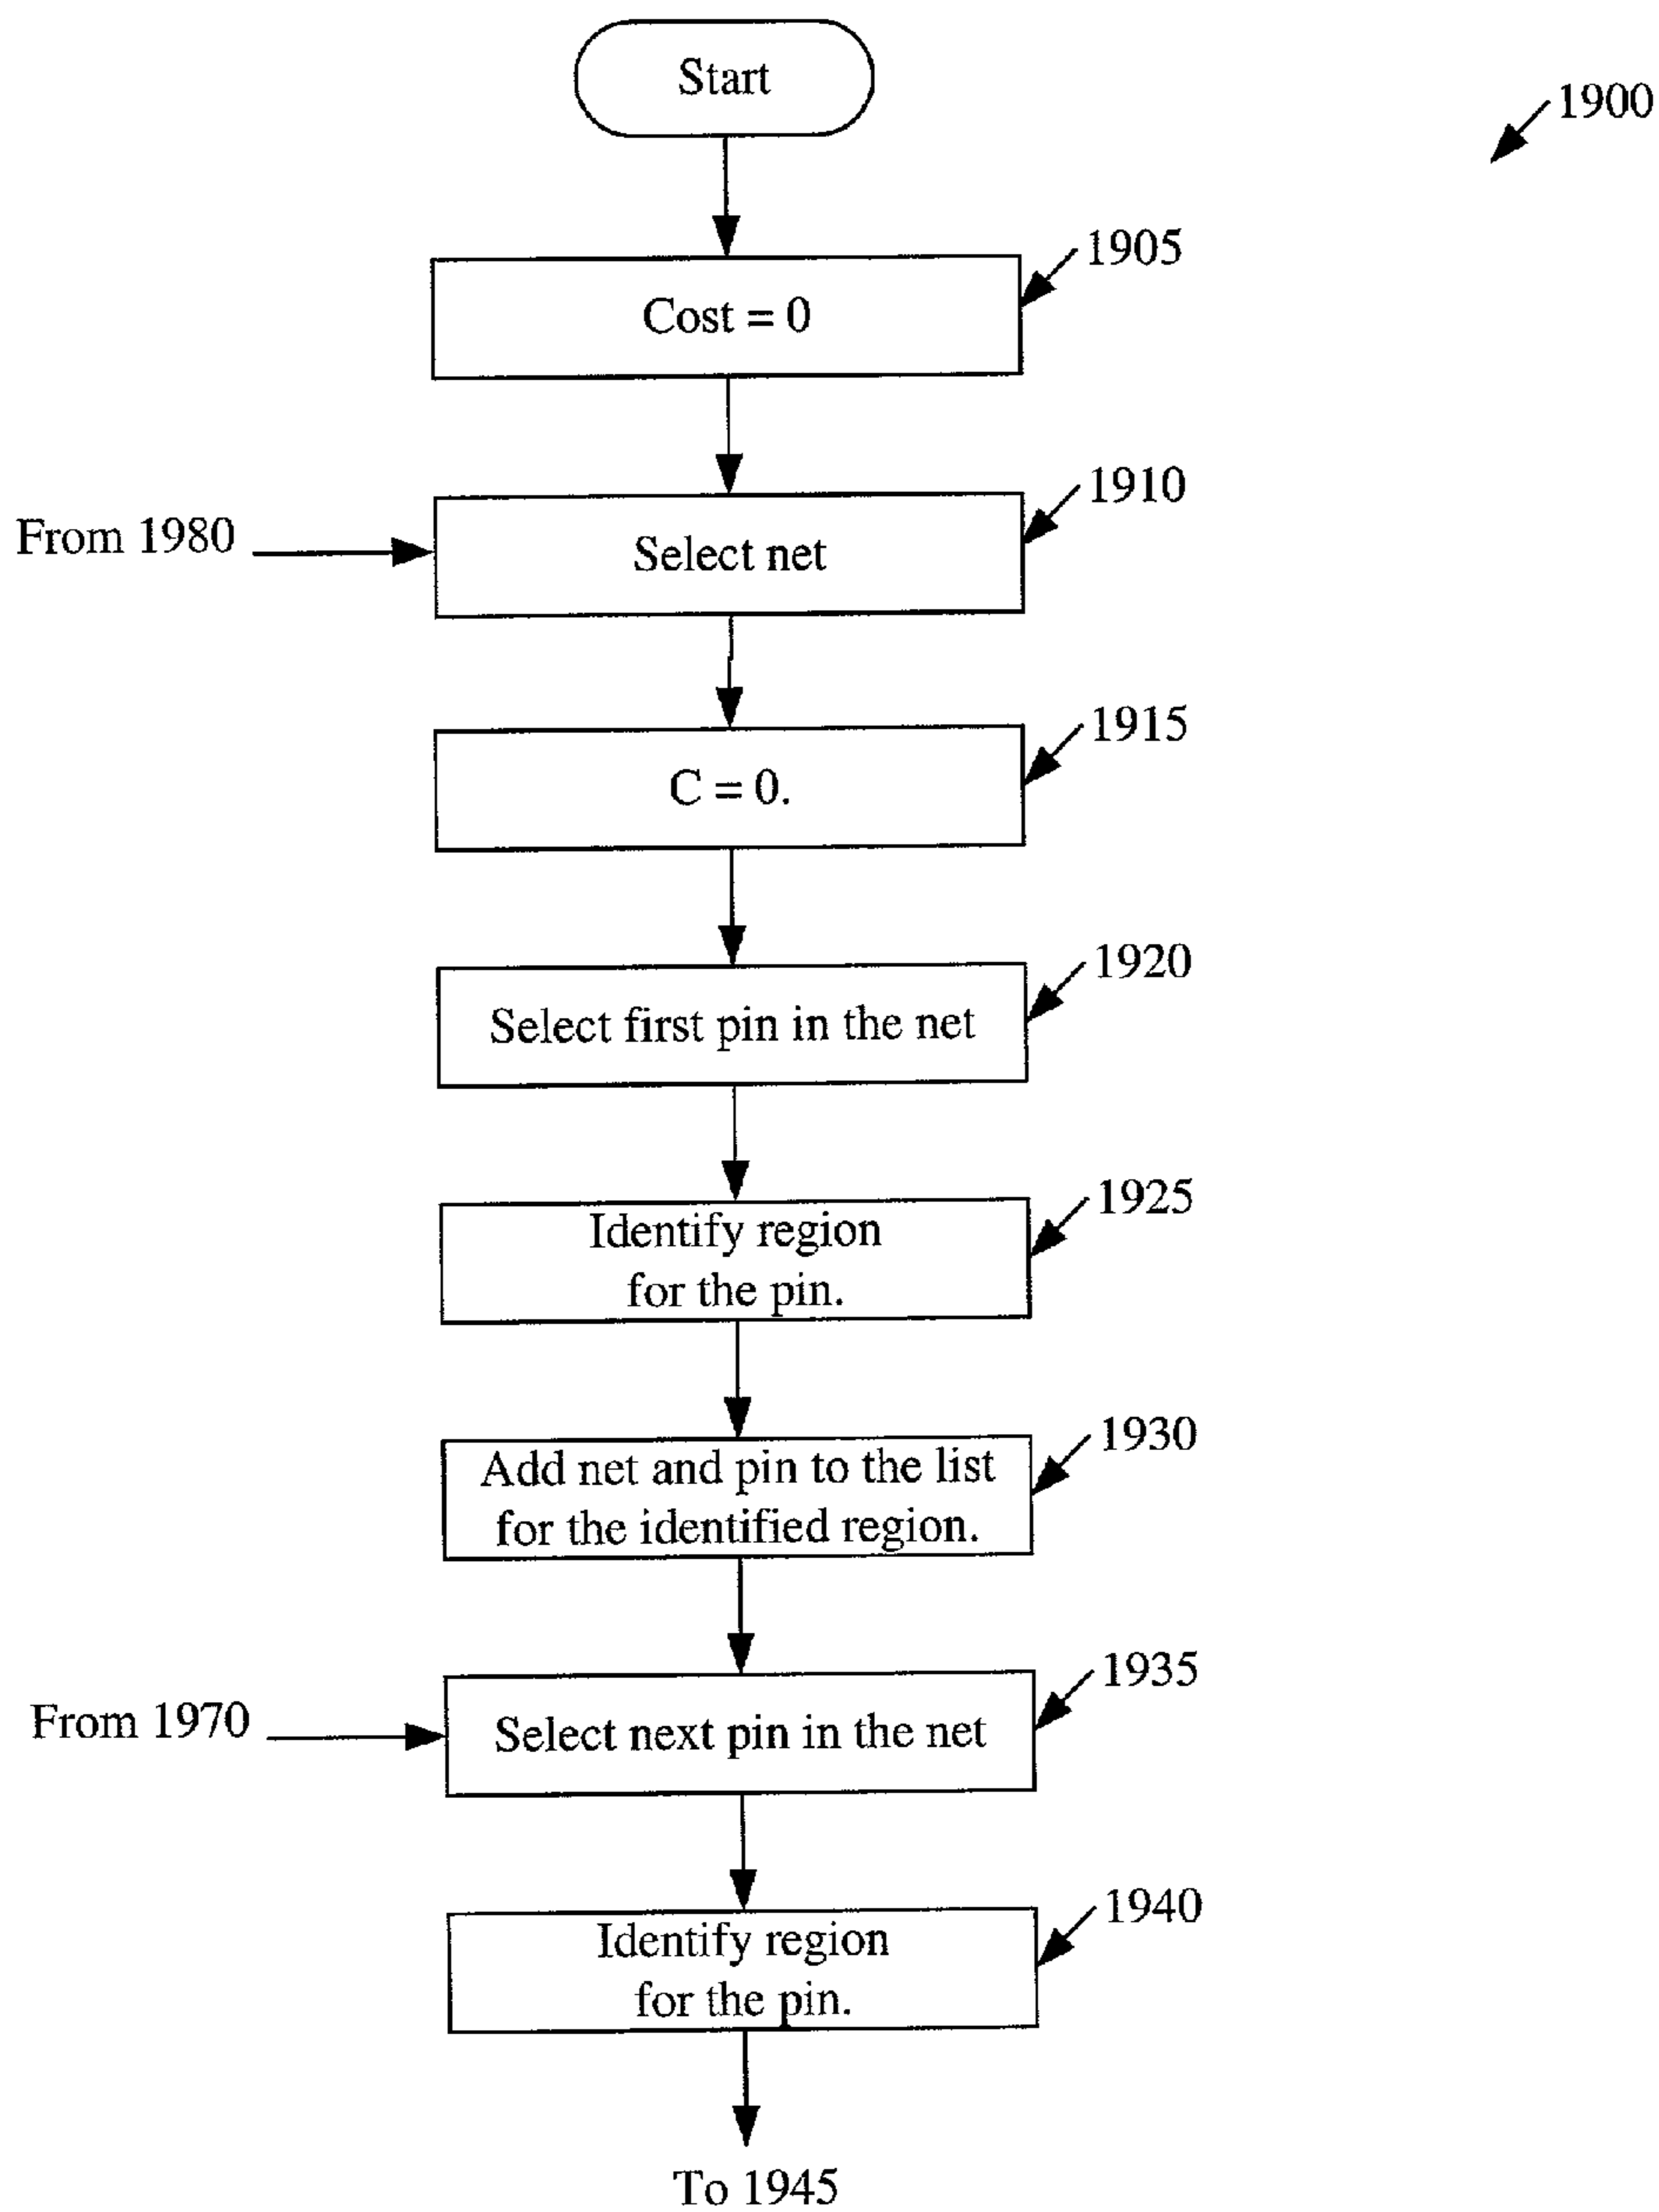 Start
1900
1905
Cost = 0
1910
From 1980
Select net
1915
C = 0.
1920
Select first pin in the net
1925
Identify region
for the pin.
1930
Add net and pin to the list
for the identified region.
1935
From 1970
Select next pin in the net
1940
Identify region
for the pin.
To 1945